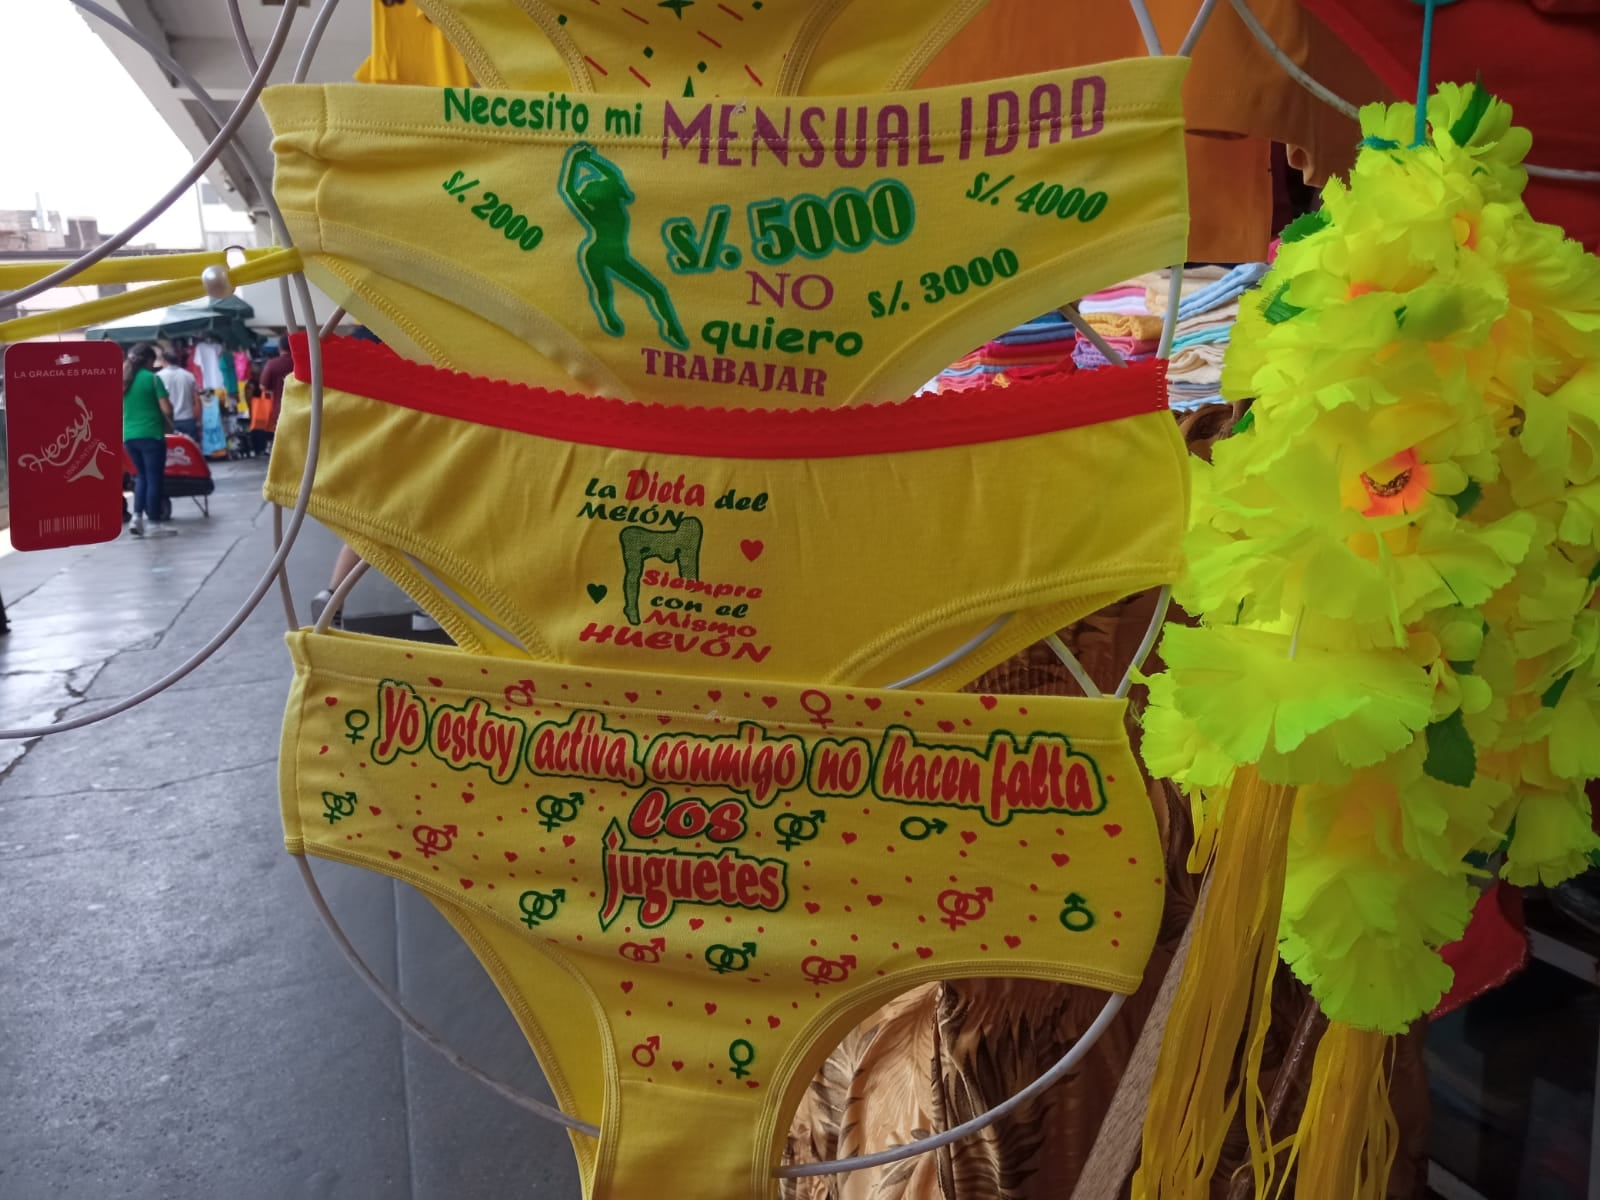 Necesito mi MENSUALIDAD
S/. 2000
S/. 5000
S/. 4000
S/. 3000
NO
quiero
TRABAJAR
LA GRACIA ES PARA TI
Hecsyl
La Dieta del
MELÓN
Siempre
con el
Mismo
HUEVÓN
Yo estoy activa, conmigo no hacen falta
los
juguetes